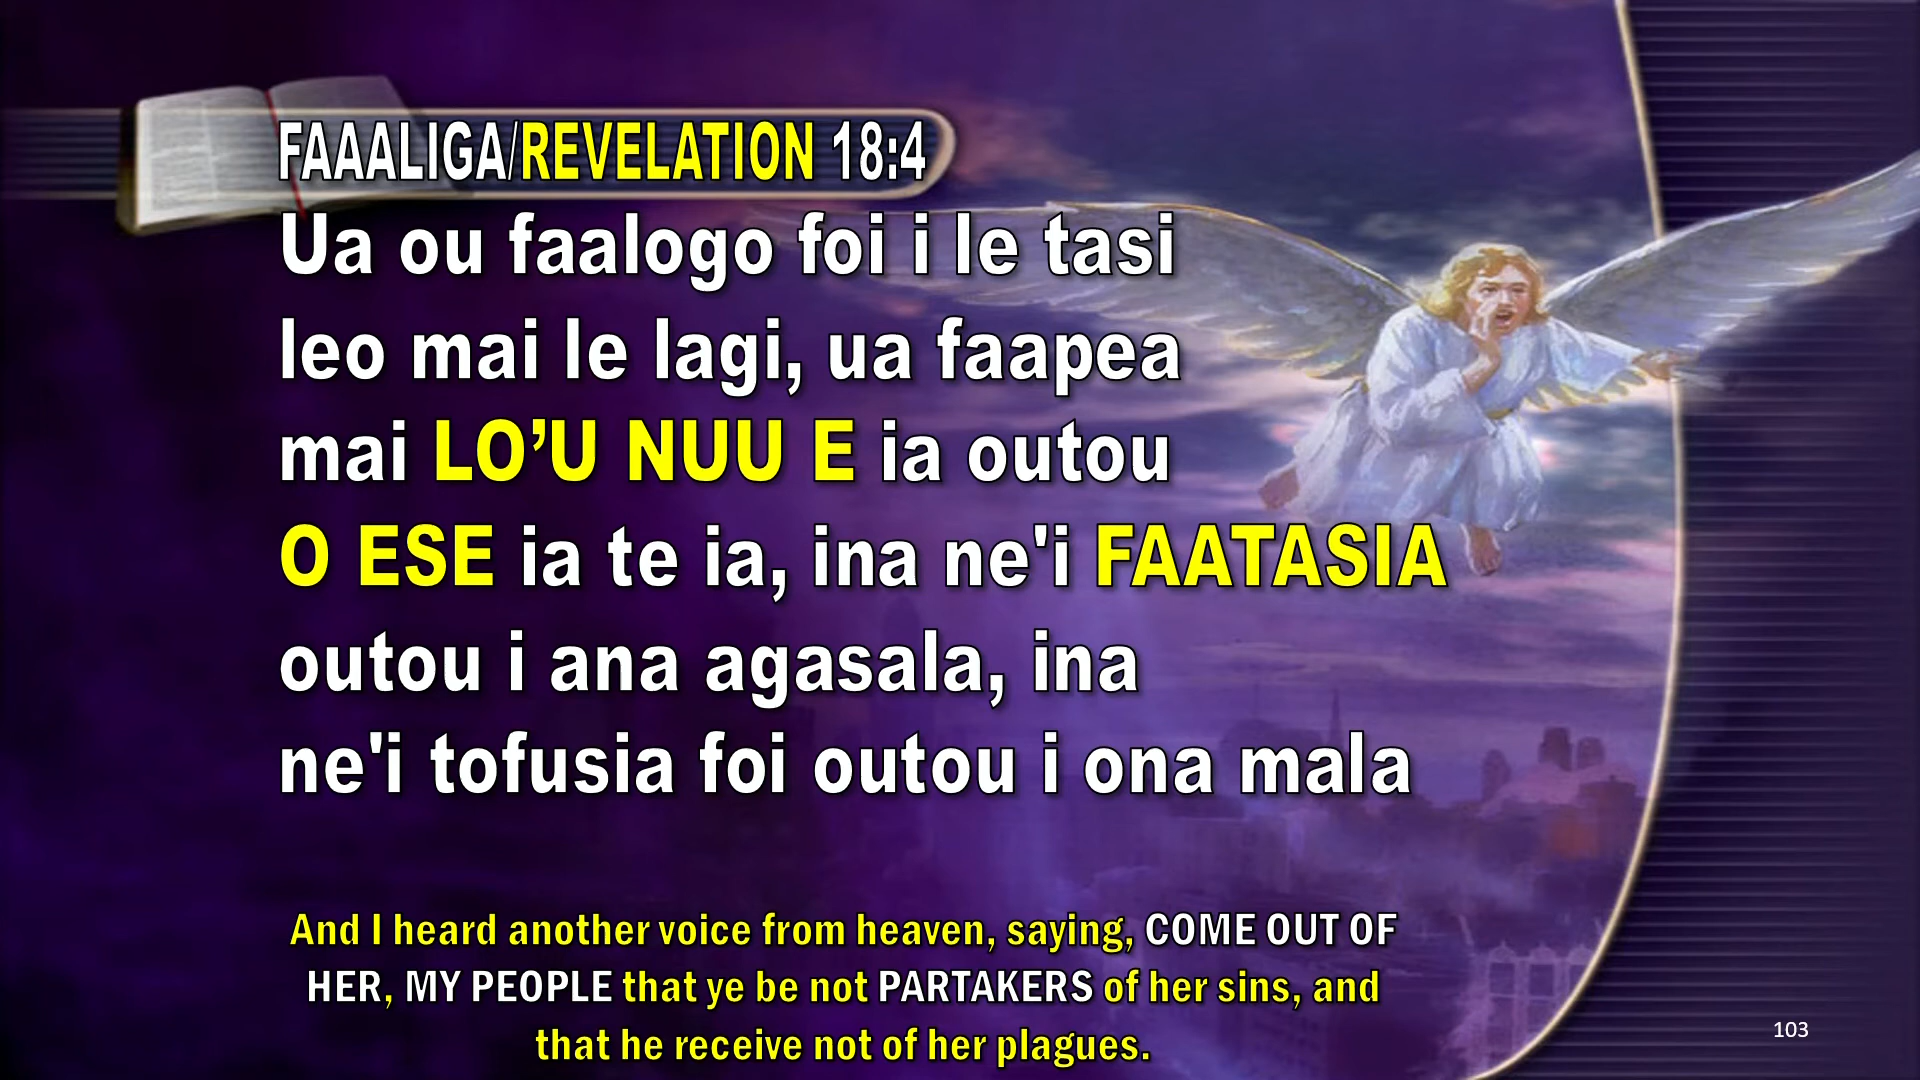 FAAALIGA/REVELATION 18:4
Ua ou faalogo foi i le tasi
leo mai le lagi, ua faapea
mai LO’U NUU E ia outou
O ESE ia te ia, ina ne'i FAATASIA
outou i ana agasala, ina
ne'i tofusia foi outou i ona mala
And I heard another voice from heaven, saying, COME OUT OF
HER, MY PEOPLE that ye be not PARTAKERS of her sins, and
that he receive not of her plagues.
103